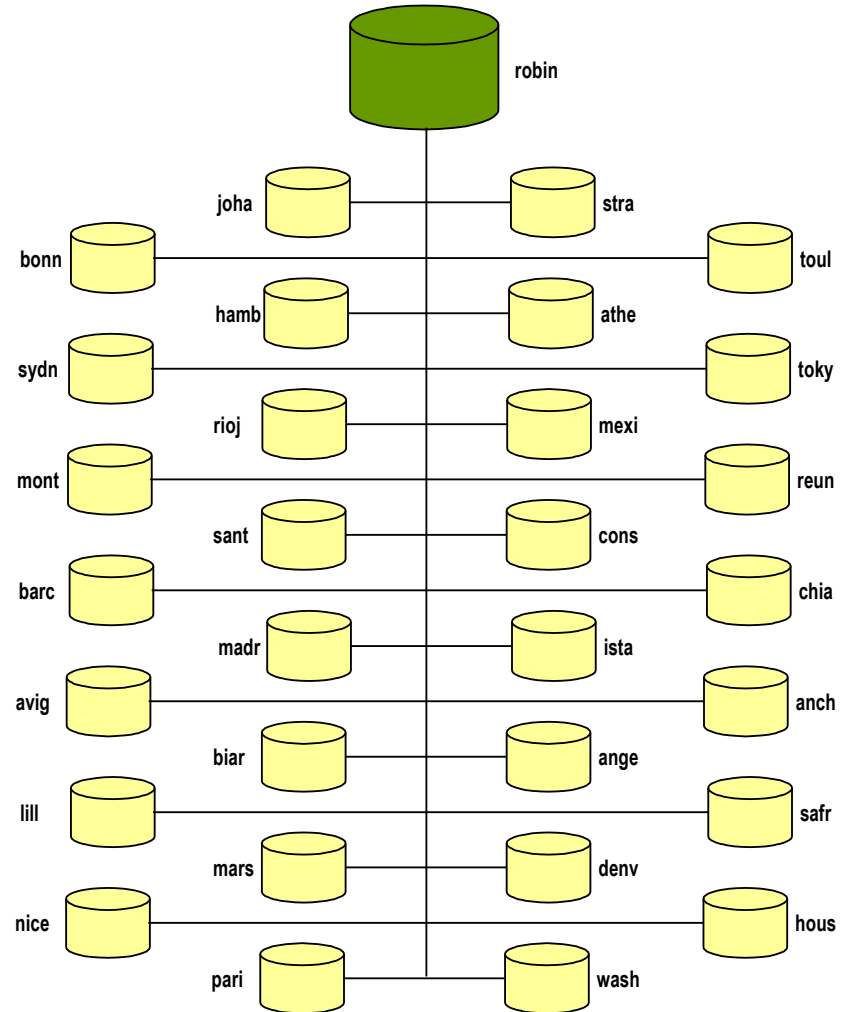 robin
joha stra
bonn toul
hamb athe
sydn toky
rioj mexi
mont reun
sant cons
barc chia
madr ista
avig anch
biar ange
lill safr
mars denv
nice hous
pari wash